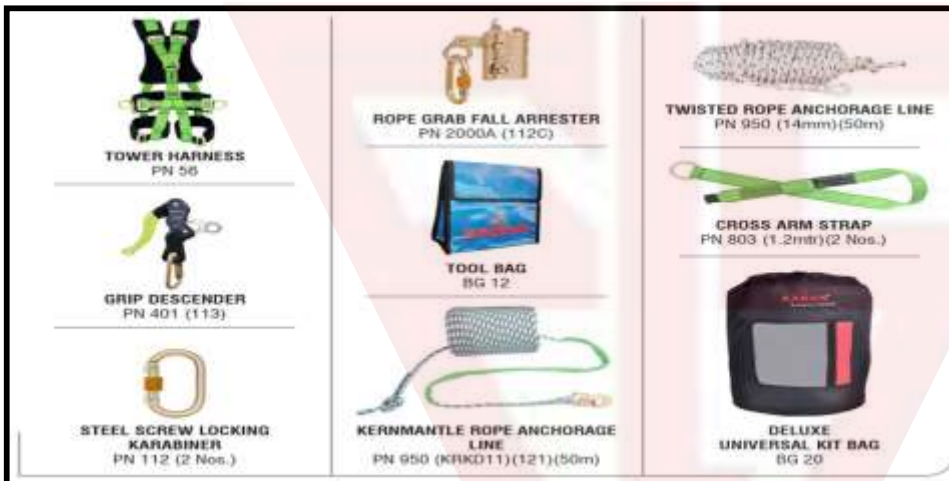 TOWER HARNESS
PN 56
GRIP DESCENDER
PN 401 (113)
STEEL SCREW LOCKING
KARABINER
PN 112 (2 Nos.)
ROPE GRAB FALL ARRESTER
PN 2000A (112C)
TOOL BAG
BG 12
KERNMANTLE ROPE ANCHORAGE
LINE
PN 950 (KRKD11)(121)(50m)
TWISTED ROPE ANCHORAGE LINE
PN 950 (14mm)(50m)
CROSS ARM STRAP
PN 803 (1.2mtr)(2 Nos.)
KARAM
DELUXE
UNIVERSAL KIT BAG
BG 20